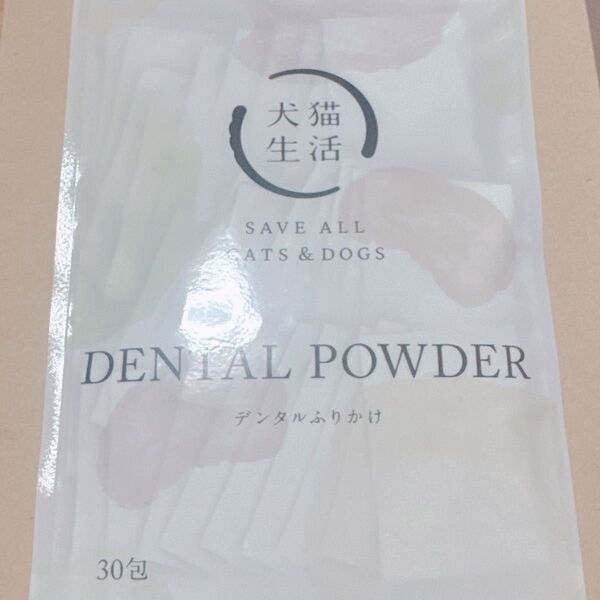 犬猫
生活
SAVE ALL
CATS & DOGS
DENTAL POWDER
デンタルふりかけ
30包